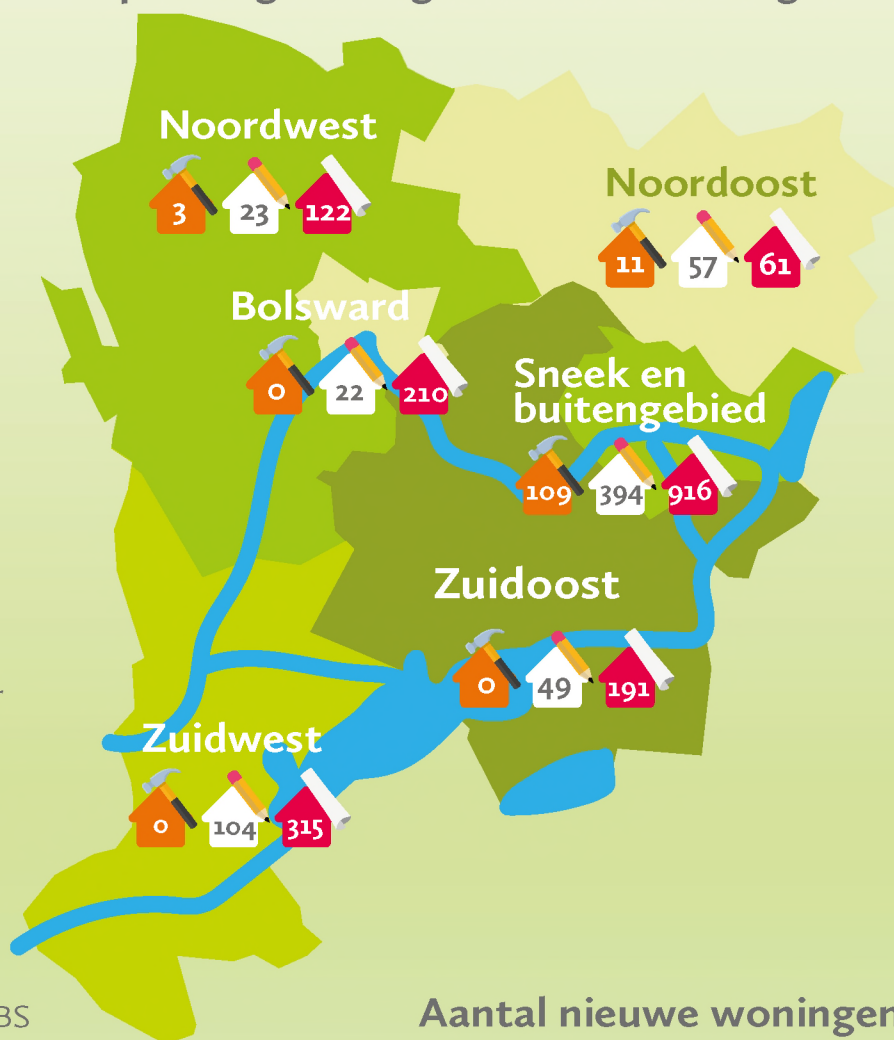 Noordwest
3 23 122
Noordoost
11 57 61
Bolsward
0 22 210
Sneek en
buitengebied
109 394 916
Zuidoost
0 49 191
Zuidwest
0 104 315
BS
Aantal nieuwe woningen